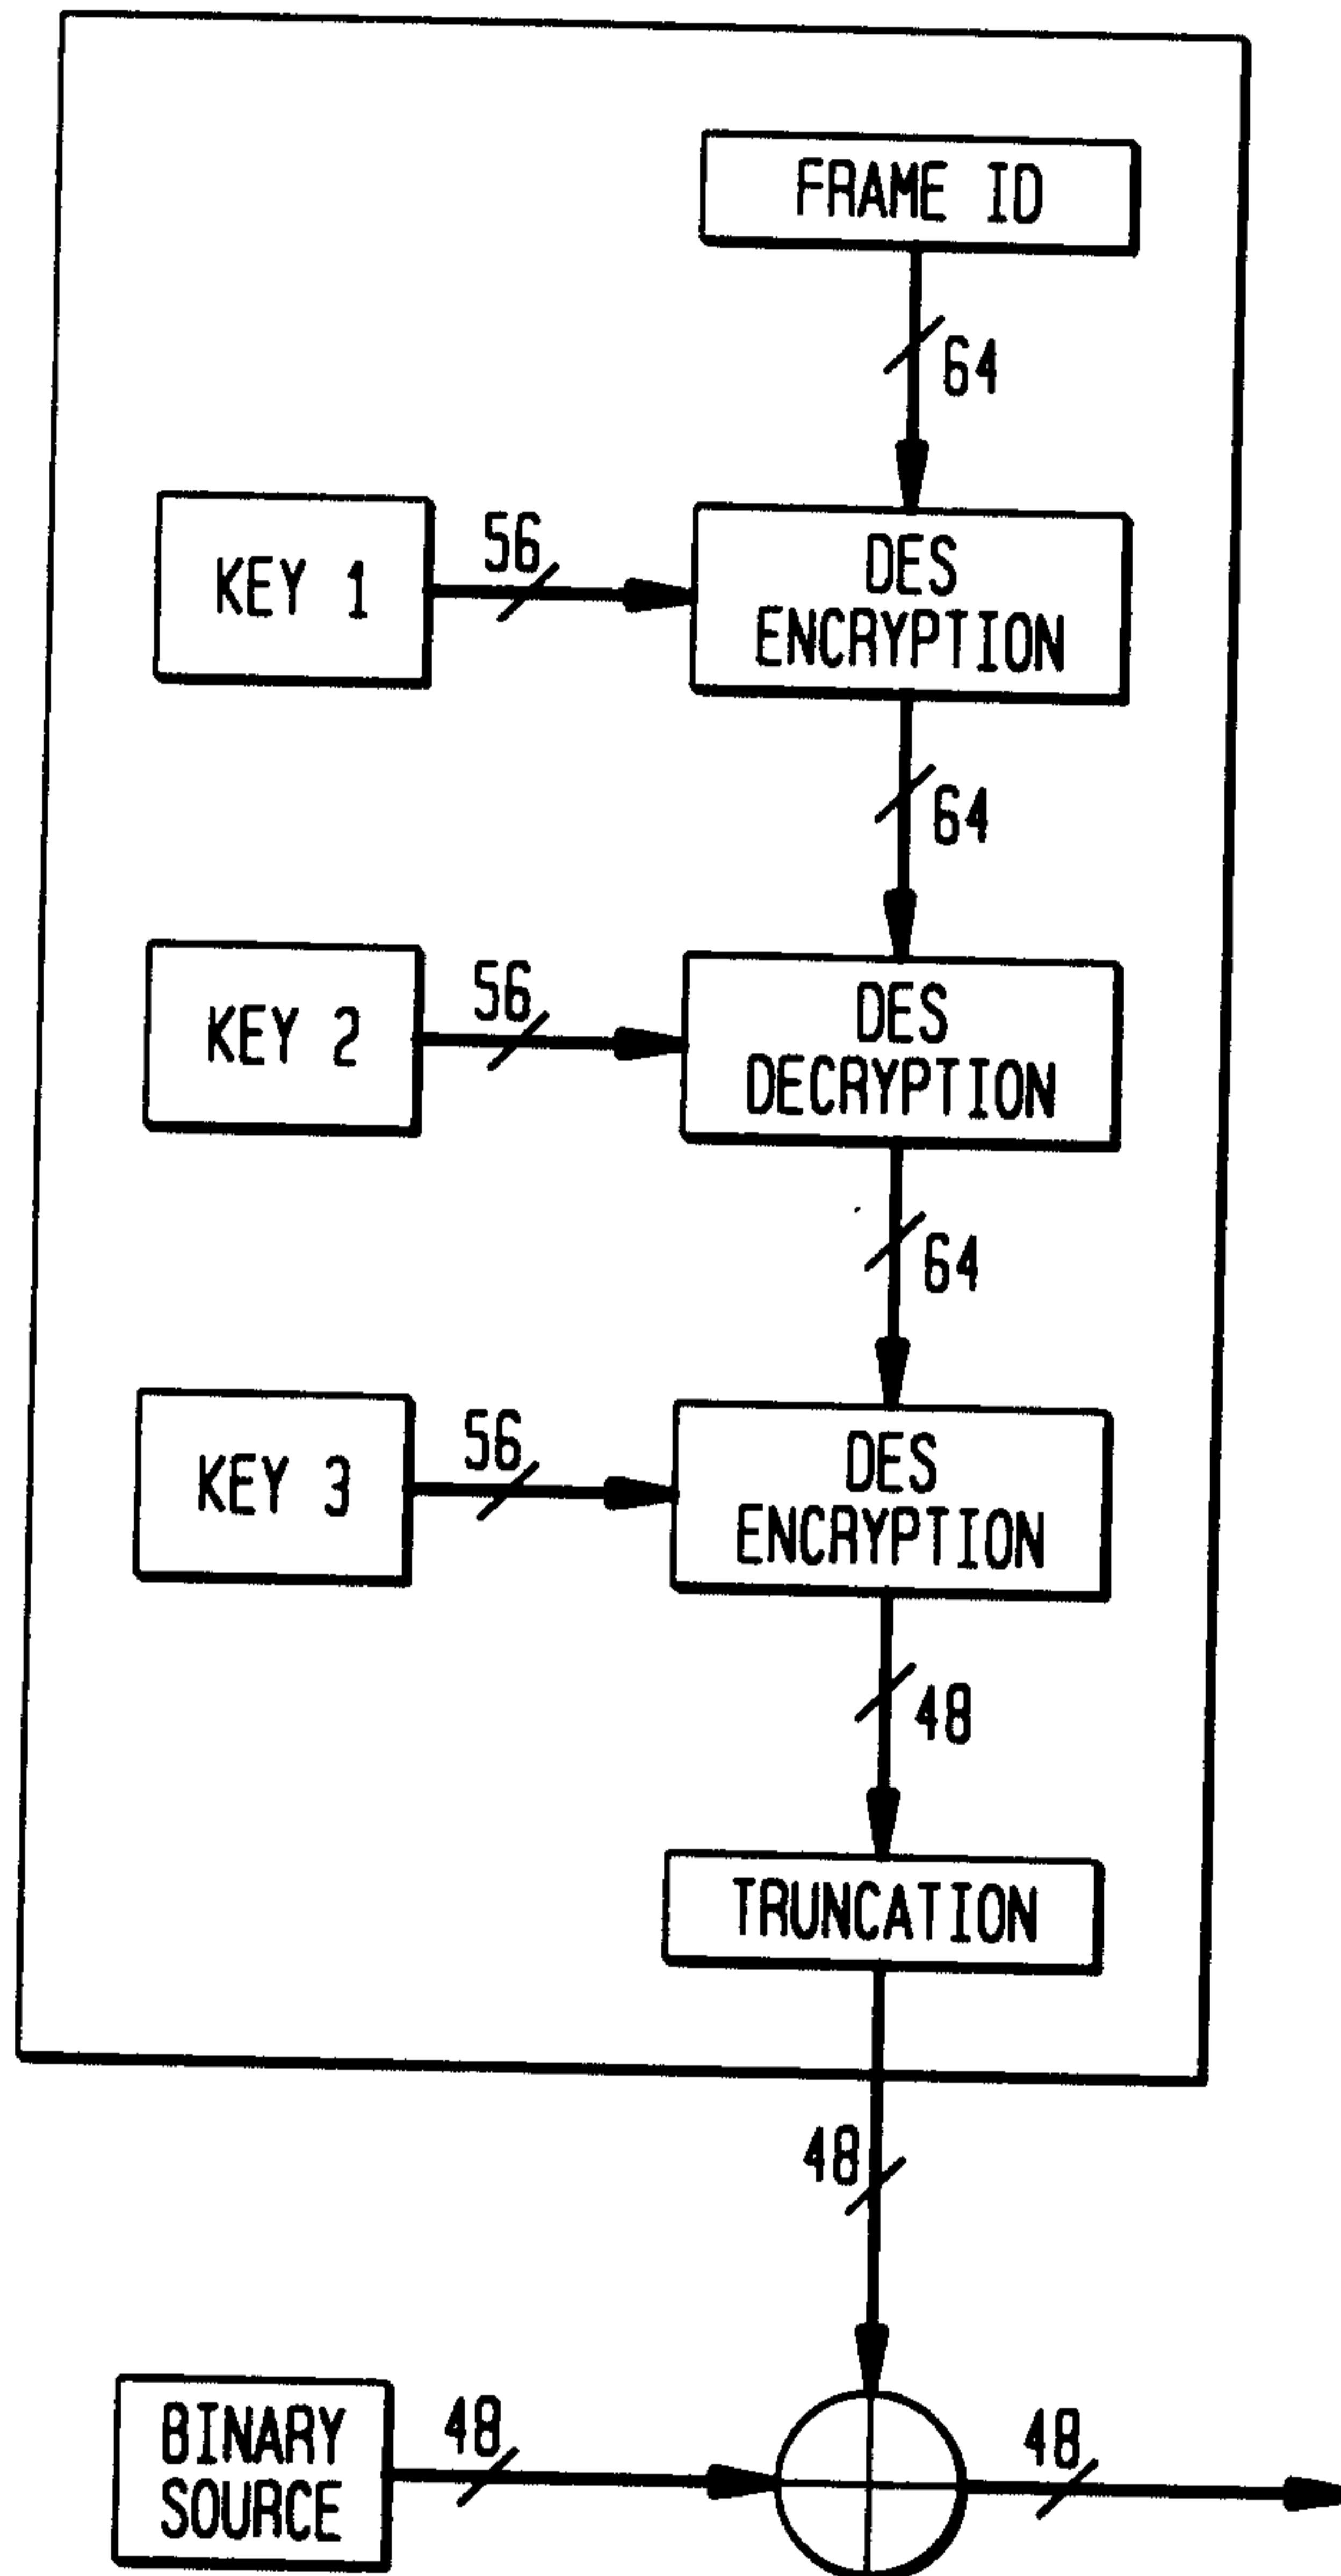 FRAME ID
64
KEY 1
56
DES
ENCRYPTION
64
KEY 2
56
DES
DECRYPTION
64
KEY 3
56
DES
ENCRYPTION
48
TRUNCATION
48
BINARY
SOURCE
48
48